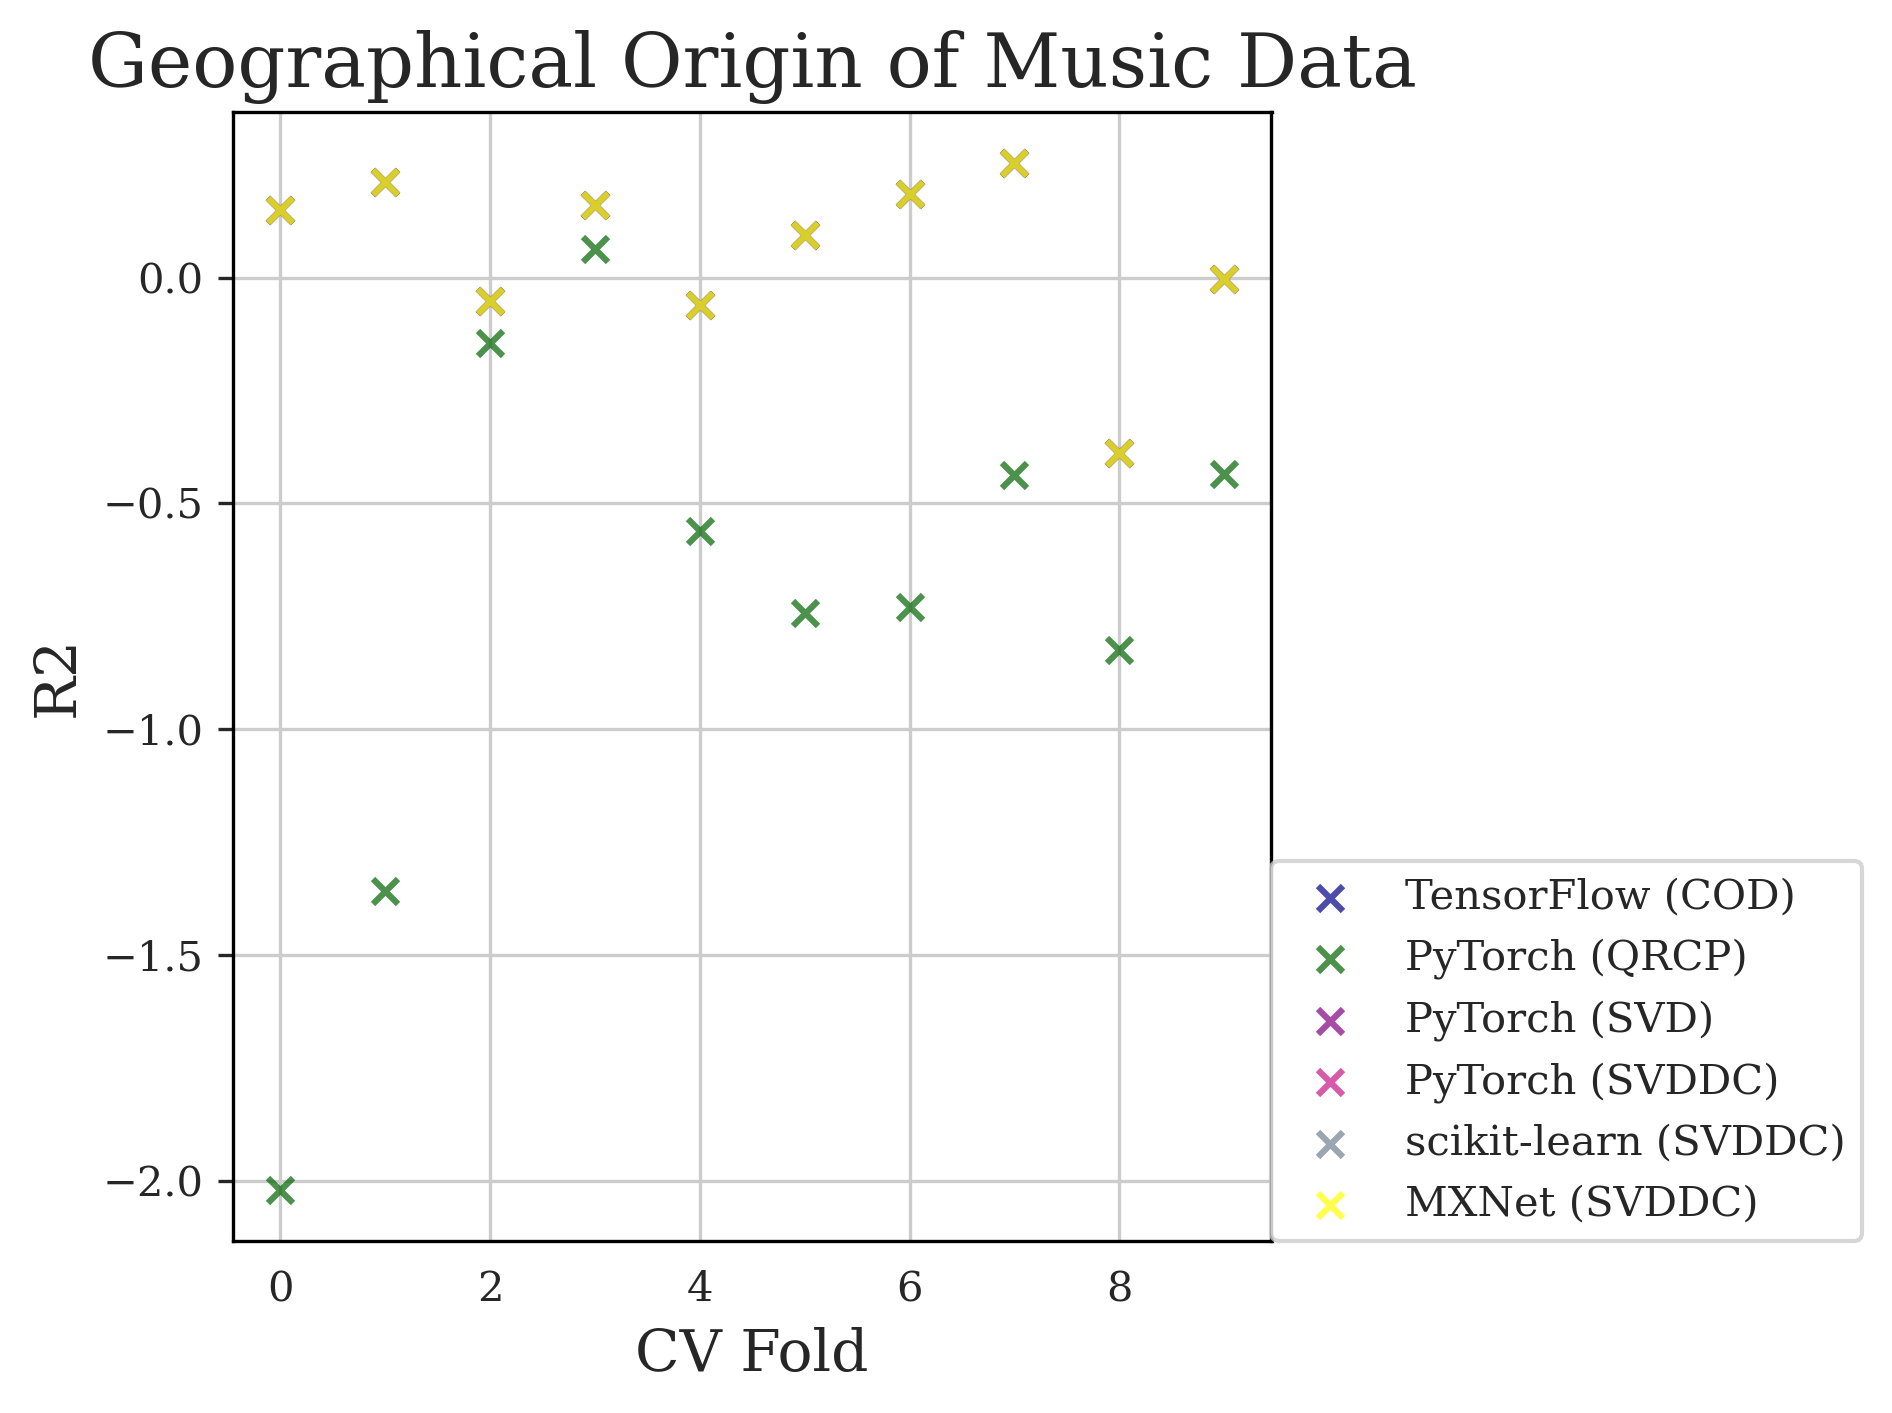 Geographical Origin of Music Data
R2
0.0
−0.5
−1.0
−1.5
−2.0
0 2 4 6 8
CV Fold
TensorFlow (COD)
PyTorch (QRCP)
PyTorch (SVD)
PyTorch (SVDDC)
scikit-learn (SVDDC)
MXNet (SVDDC)